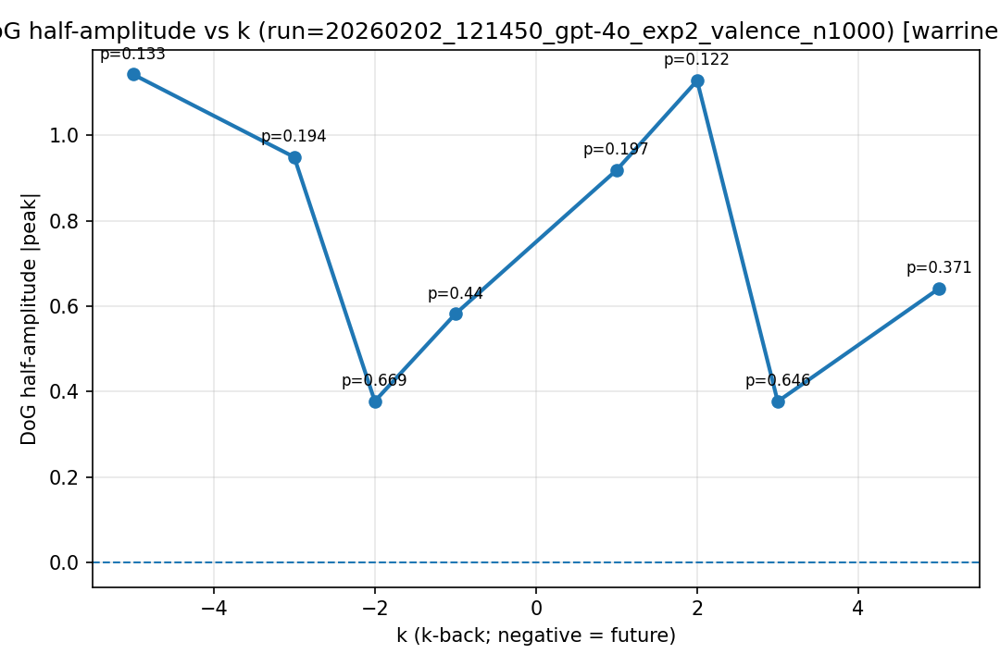 oG half-amplitude vs k (run=20260202_121450_gpt-4o_exp2_valence_n1000) [warrine
p=0.133
p=0.122
p=0.194
p=0.197
p=0.371
p=0.44
p=0.669
p=0.646
DoG half-amplitude |peak|
1.0
0.8
0.6
0.4
0.2
0.0
−4
−2
0
2
4
k (k-back; negative = future)